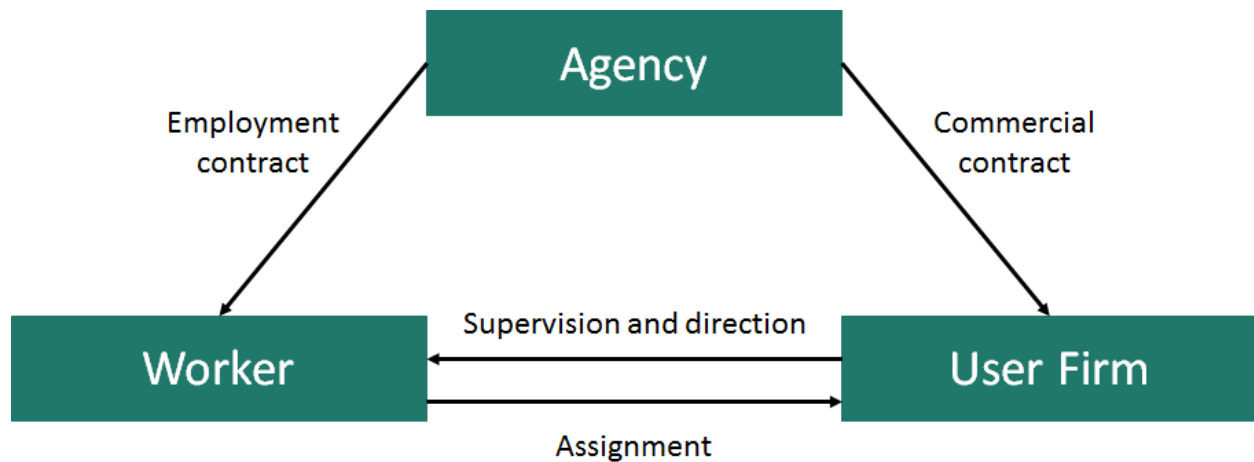 Agency
Employment
contract
Commercial
contract
Supervision and direction
Worker
User Firm
Assignment